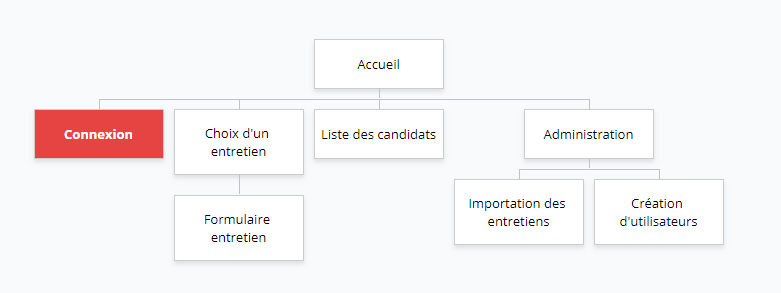 Accueil
Connexion
Choix d'un
entretien
Liste des candidats
Administration
Formulaire
entretien
Importation des
entretiens
Création
d'utilisateurs